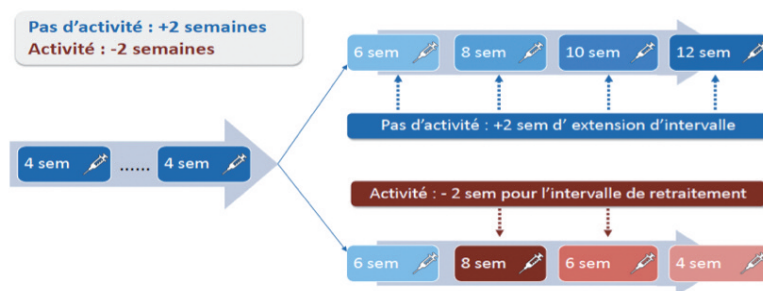 Pas d’activité : +2 semaines
Activité : -2 semaines
6 sem
8 sem
10 sem
12 sem
Pas d’activité : +2 sem d’ extension d’intervalle
4 sem
......
4 sem
Activité : - 2 sem pour l’intervalle de retraitement
6 sem
8 sem
6 sem
4 sem